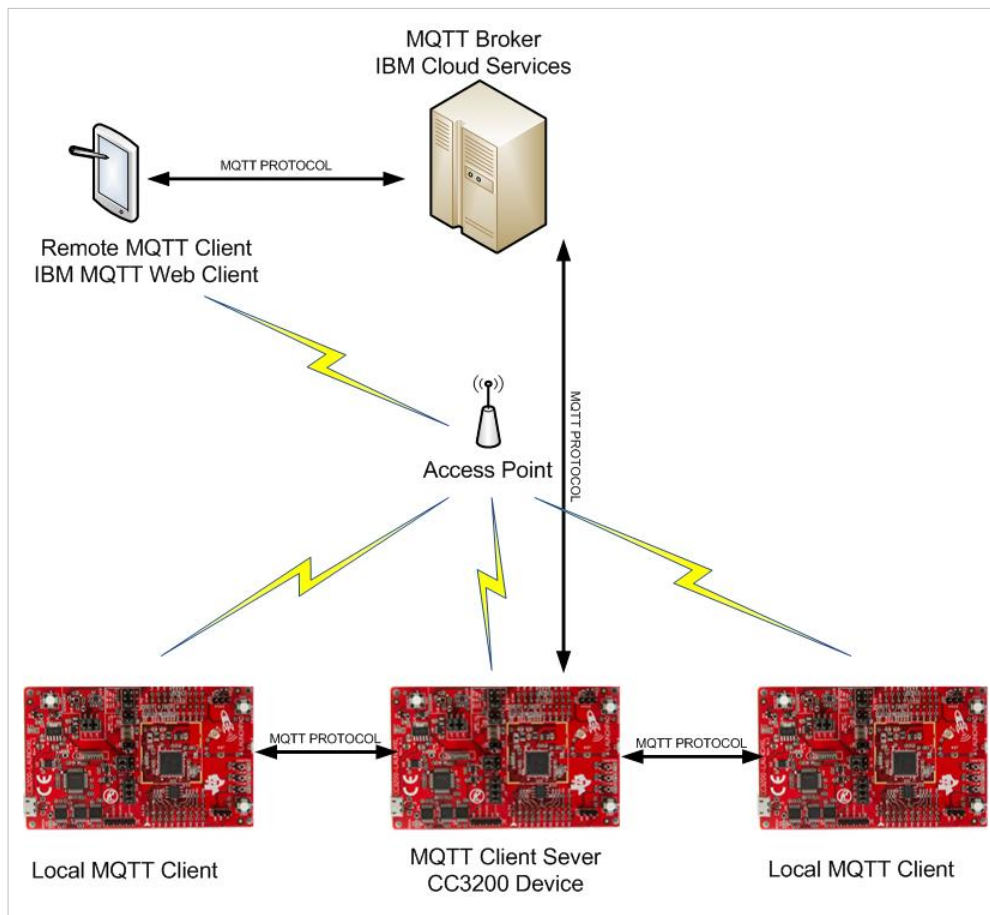 MQTT Broker
IBM Cloud Services
MQTT PROTOCOL
Remote MQTT Client
IBM MQTT Web Client
Access Point
MQTT PROTOCOL
MQTT PROTOCOL
MQTT PROTOCOL
Local MQTT Client
MQTT Client Sever
CC3200 Device
Local MQTT Client